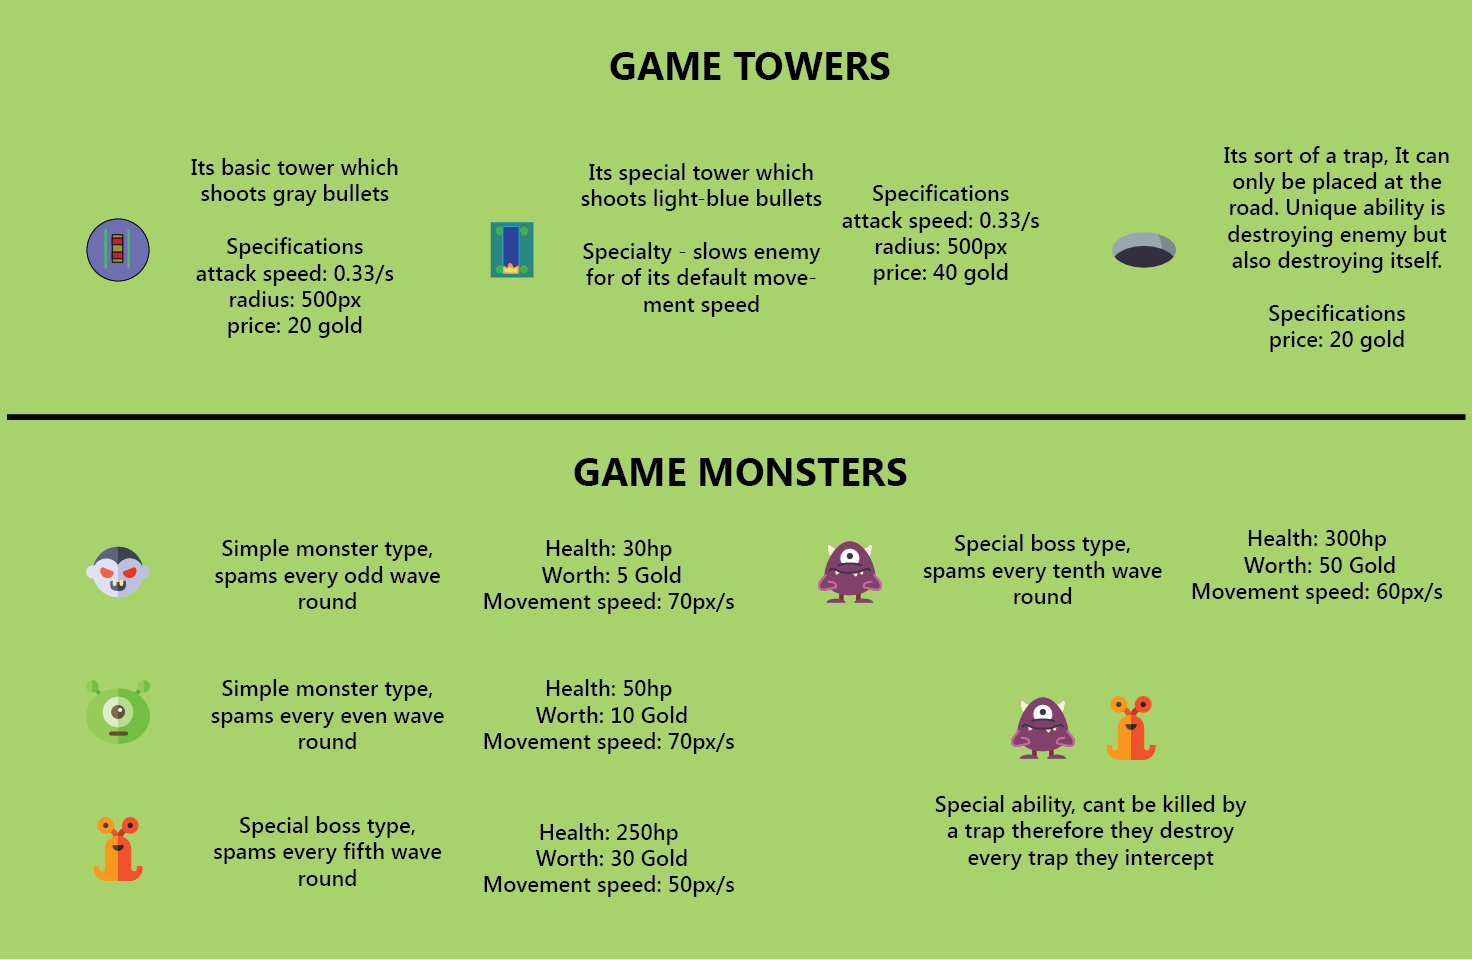 GAME TOWERS
Its basic tower which
shoots gray bullets
Specifications
attack speed: 0.33/s
radius: 500px
price: 20 gold
Its special tower which
shoots light-blue bullets
Specialty - slows enemy
for of its default move-
ment speed
Specifications
attack speed: 0.33/s
radius: 500px
price: 40 gold
Its sort of a trap, It can
only be placed at the
road. Unique ability is
destroying enemy but
also destroying itself.
Specifications
price: 20 gold
GAME MONSTERS
Simple monster type,
spams every odd wave
round
Health: 30hp
Worth: 5 Gold
Movement speed: 70px/s
Special boss type,
spams every tenth wave
round
Health: 300hp
Worth: 50 Gold
Movement speed: 60px/s
Simple monster type,
spams every even wave
round
Health: 50hp
Worth: 10 Gold
Movement speed: 70px/s
Special boss type,
spams every fifth wave
round
Health: 250hp
Worth: 30 Gold
Movement speed: 50px/s
Special ability, cant be killed by
a trap therefore they destroy
every trap they intercept